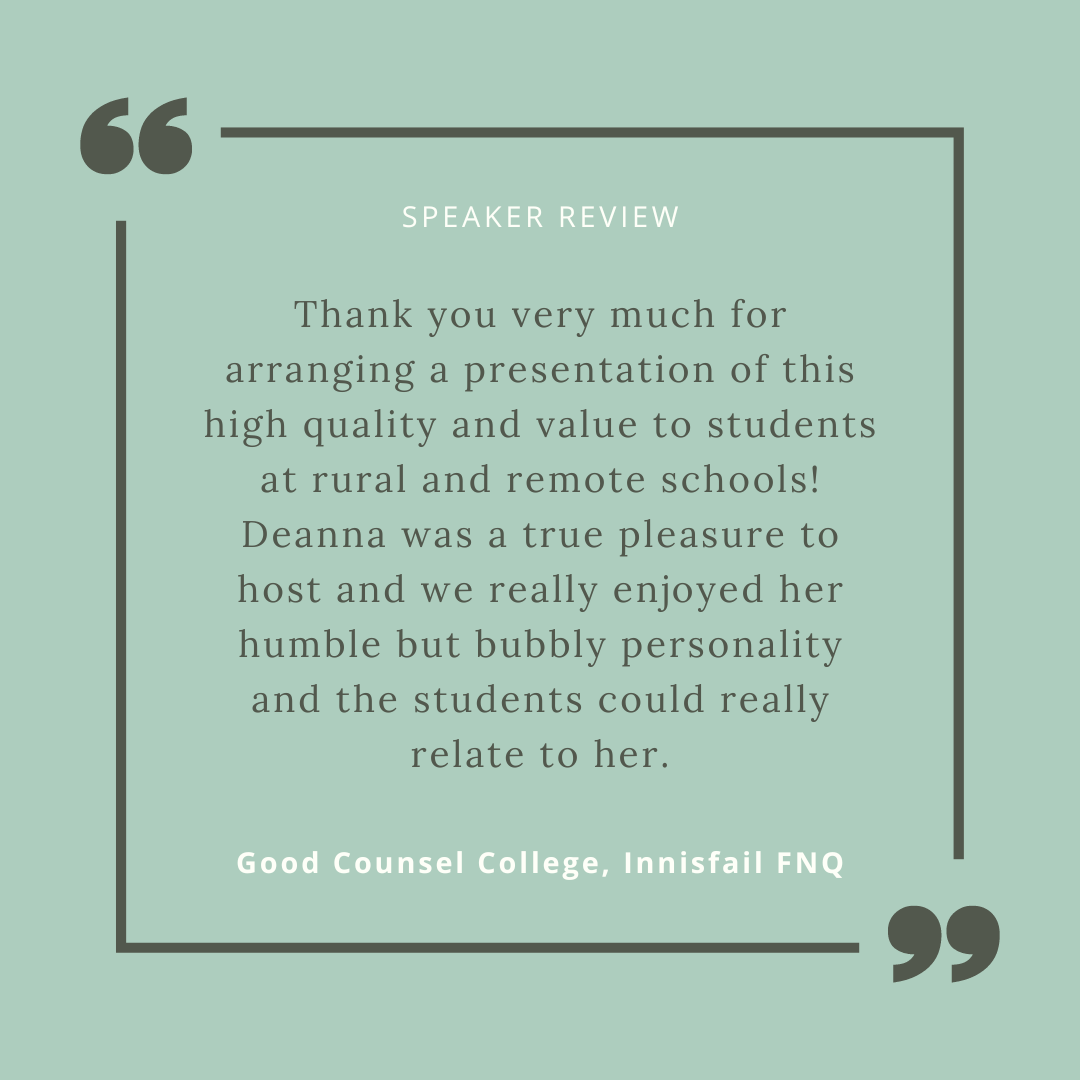 SPEAKER REVIEW
Thank you very much for
arranging a presentation of this
high quality and value to students
at rural and remote schools!
Deanna was a true pleasure to
host and we really enjoyed her
humble but bubbly personality
and the students could really
relate to her.
Good Counsel College, Innisfail FNQ